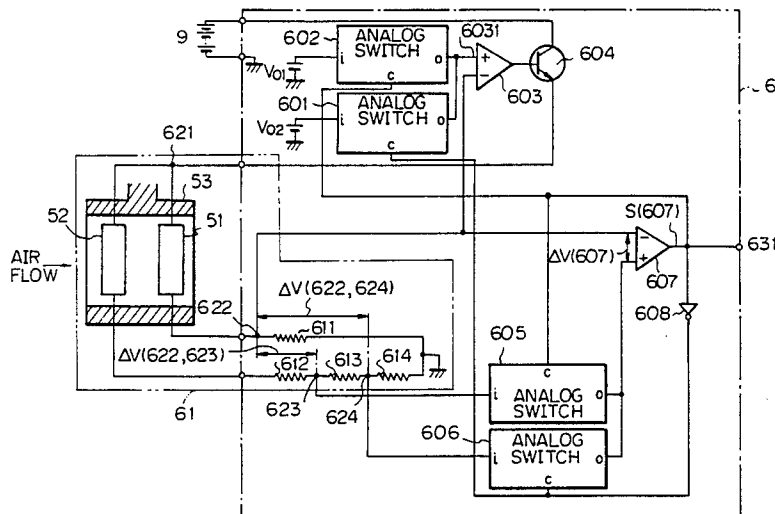 9
602
ANALOG
SWITCH
i
o
c
6031
+
−
603
604
6
V01
601
ANALOG
SWITCH
i
o
c
V02
621
53
52
51
AIR
FLOW
S(607)
631
ΔV(607)
−
+
607
608
622
ΔV(622,624)
611
605
ΔV(622,623)
612
613
614
c
i
o
ANALOG
SWITCH
623
624
61
606
ANALOG
SWITCH
i
o
c